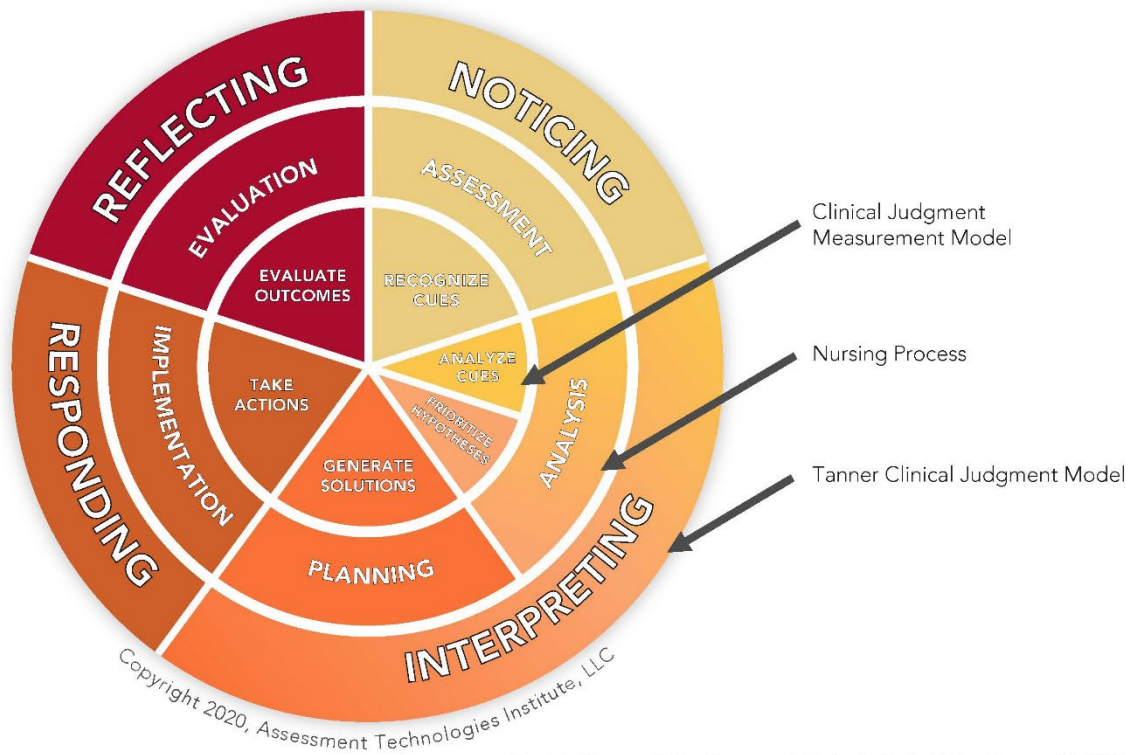 REFLECTING
NOTICING
EVALUATION
ASSESSMENT
EVALUATE
OUTCOMES
RECOGNIZE
CUES
Clinical Judgment
Measurement Model
RESPONDING
IMPLEMENTATION
TAKE
ACTIONS
ANALYZE
CUES
PRIORITIZE
HYPOTHESES
ANALYSIS
Nursing Process
GENERATE
SOLUTIONS
Tanner Clinical Judgment Model
PLANNING
INTERPRETING
Copyright 2020, Assessment Technologies Institute, LLC